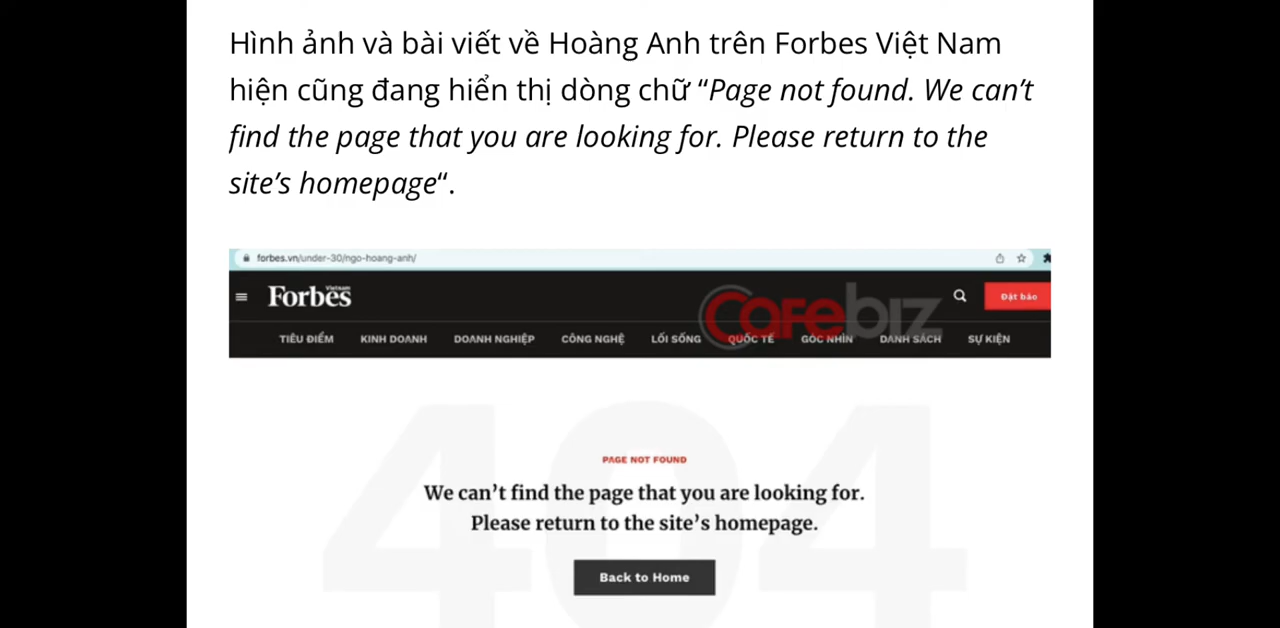 Hình ảnh và bài viết về Hoàng Anh trên Forbes Việt Nam
hiện cũng đang hiển thị dòng chữ “Page not found. We can’t
find the page that you are looking for. Please return to the
site’s homepage“.
forbes.vn/under-30/ngo-hoang-anh/
Forbes Vietnam
Cafebiz
Đặt báo
TIÊU ĐIỂM KINH DOANH DOANH NGHIỆP CÔNG NGHỆ LỐI SỐNG QUỐC TẾ GÓC NHÌN DANH SÁCH SỰ KIỆN
404
PAGE NOT FOUND
We can’t find the page that you are looking for.
Please return to the site’s homepage.
Back to Home